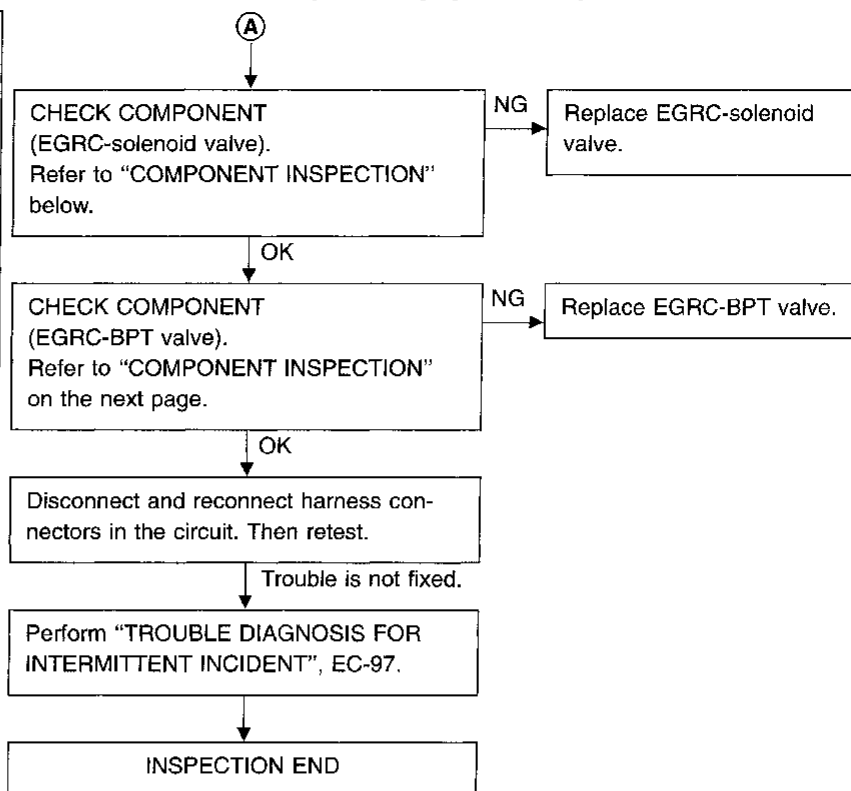 A
CHECK COMPONENT
(EGRC-solenoid valve).
Refer to “COMPONENT INSPECTION”
below.
NG
Replace EGRC-solenoid
valve.
OK
CHECK COMPONENT
(EGRC-BPT valve).
Refer to “COMPONENT INSPECTION”
on the next page.
NG
Replace EGRC-BPT valve.
OK
Disconnect and reconnect harness con-
nectors in the circuit. Then retest.
Trouble is not fixed.
Perform “TROUBLE DIAGNOSIS FOR
INTERMITTENT INCIDENT”, EC-97.
INSPECTION END